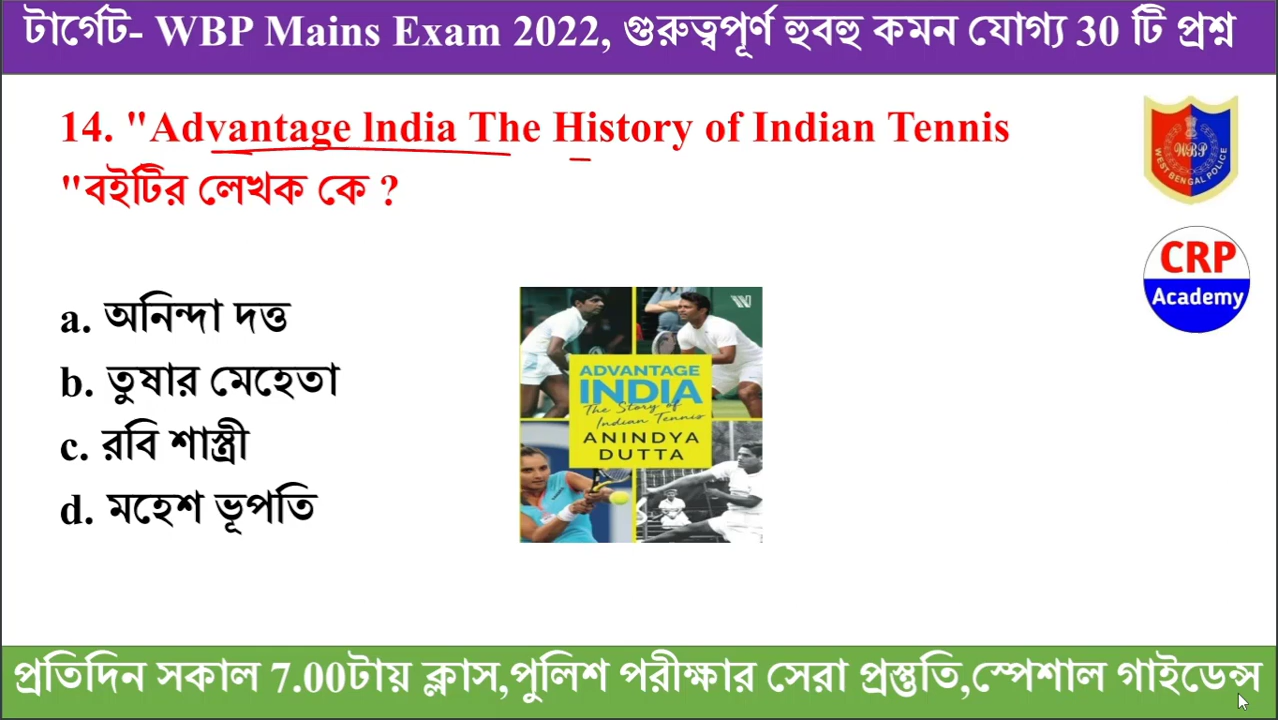 টার্গেট- WBP Mains Exam 2022, গুরুত্বপূর্ণ হুবহু কমন যোগ্য 30 টি প্রশ্ন
14. "Advantage lndia The History of Indian Tennis
"বইটির লেখক কে ?
WBP
WEST BENGAL POLICE
CRP
Academy
a. অনিন্দা দত্ত
b. তুষার মেহেতা
c. রবি শাস্ত্রী
d. মহেশ ভূপতি
W
ADVANTAGE
INDIA
The Story of
Indian Tennis
ANINDYA
DUTTA
প্রতিদিন সকাল 7.00টায় ক্লাস,পুলিশ পরীক্ষার সেরা প্রস্তুতি,স্পেশাল গাইডেন্স